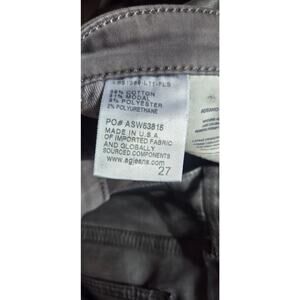 COTTON
MODAL
POLYESTER
2% POLYURETHANE
PO# ASW63815
MADE IN U.S.A
OF IMPORTED FABRIC
AND GLOBALLY
SOURCED COMPONENTS
www.agjeans.com
27